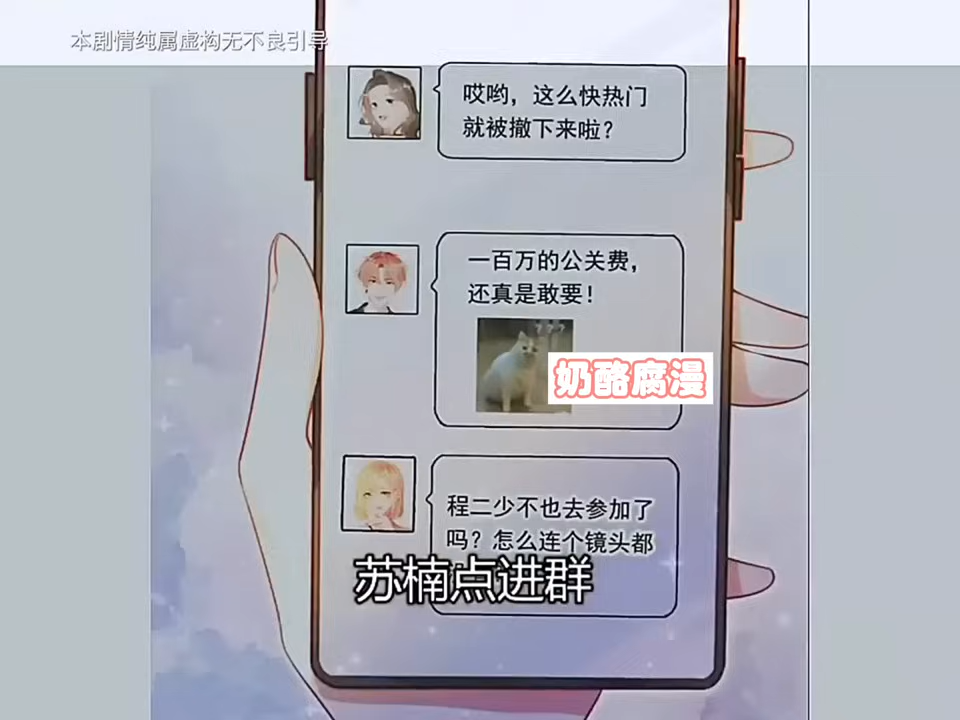 本剧情纯属虚构无不良引导
哎哟，这么快热门
就被撤下来啦？
一百万的公关费，
还真是敢要！
???
奶酪腐漫
程二少不也去参加了
吗？怎么连个镜头都
苏楠点进群